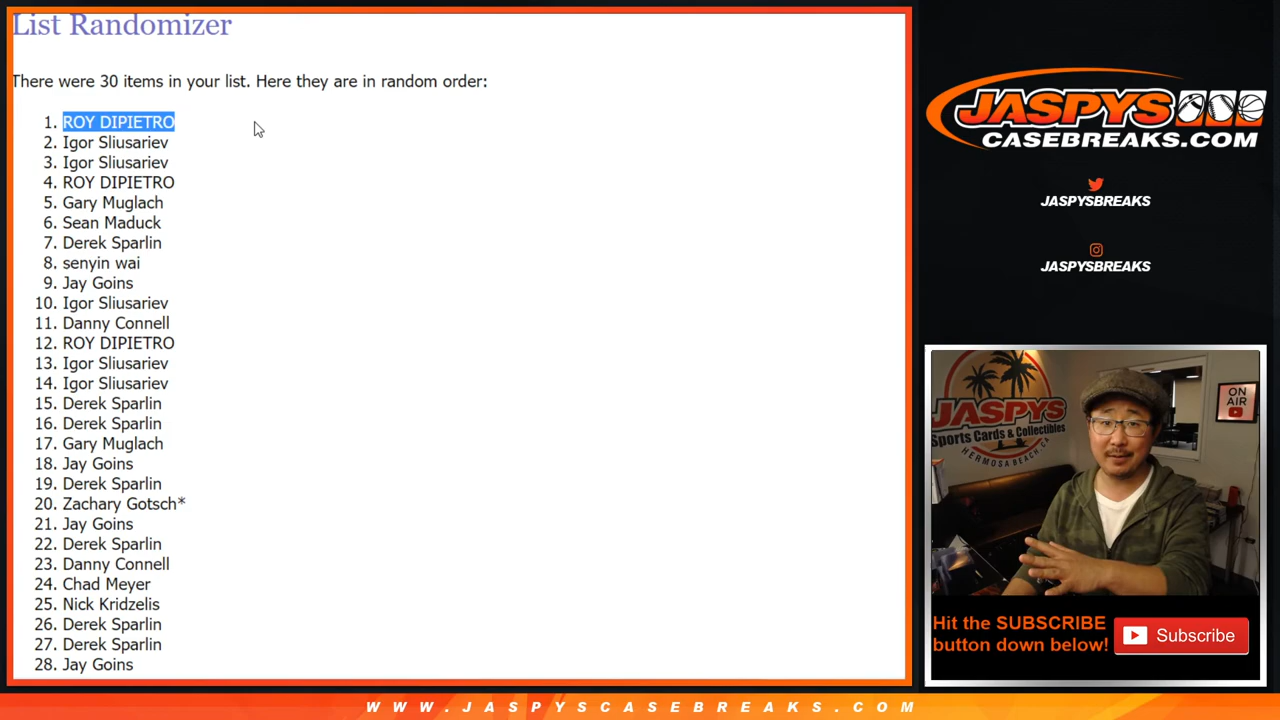 List Randomizer
There were 30 items in your list. Here they are in random order:
1. ROY DIPIETRO
2. Igor Sliusariev
3. Igor Sliusariev
4. ROY DIPIETRO
5. Gary Muglach
6. Sean Maduck
7. Derek Sparlin
8. senyin wai
9. Jay Goins
10. Igor Sliusariev
11. Danny Connell
12. ROY DIPIETRO
13. Igor Sliusariev
14. Igor Sliusariev
15. Derek Sparlin
16. Derek Sparlin
17. Gary Muglach
18. Jay Goins
19. Derek Sparlin
20. Zachary Gotsch*
21. Jay Goins
22. Derek Sparlin
23. Danny Connell
24. Chad Meyer
25. Nick Kridzelis
26. Derek Sparlin
27. Derek Sparlin
28. Jay Goins
JASPYS
CASEBREAKS.COM
JASPYSBREAKS
JASPYSBREAKS
JASPYS
Sports Cards & Collectibles
HERMOSA BEACH, CA
ON
AIR
Hit the SUBSCRIBE
button down below!
Subscribe
WWW.JASPYSCASEBREAKS.COM